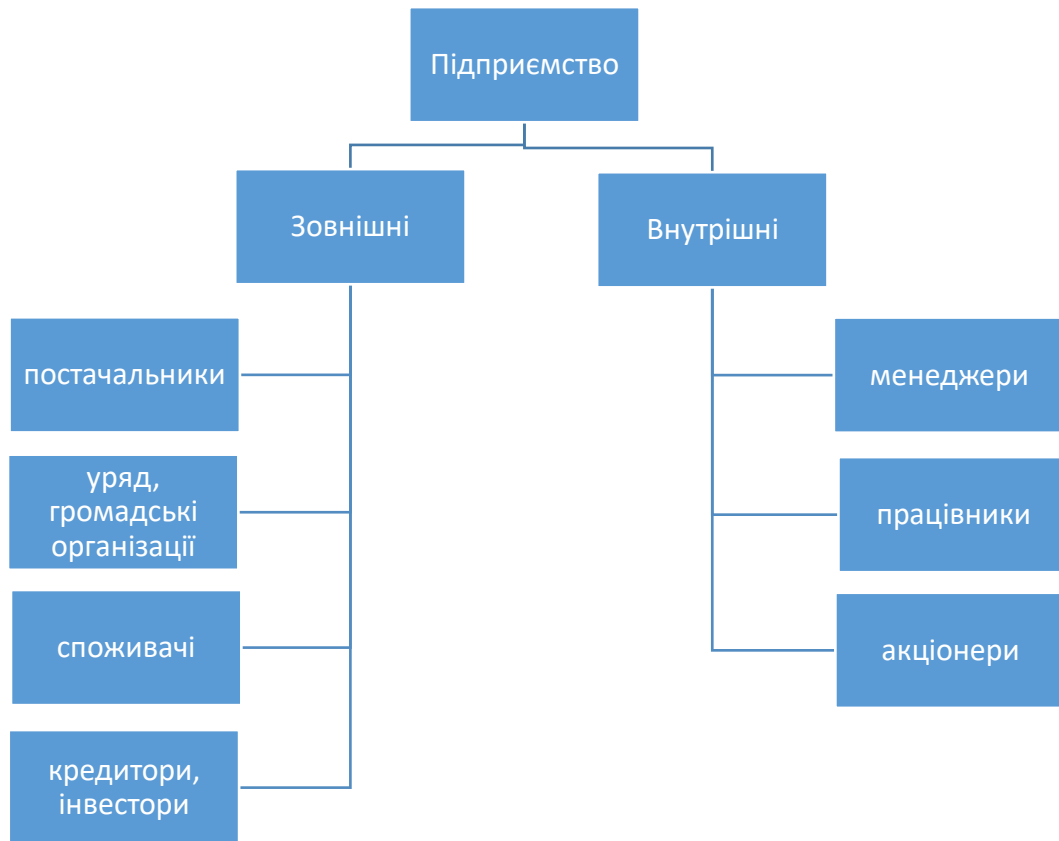 Підприємство
Зовнішні
Внутрішні
постачальники
менеджери
уряд,
громадські
організації
працівники
споживачі
акціонери
кредитори,
інвестори